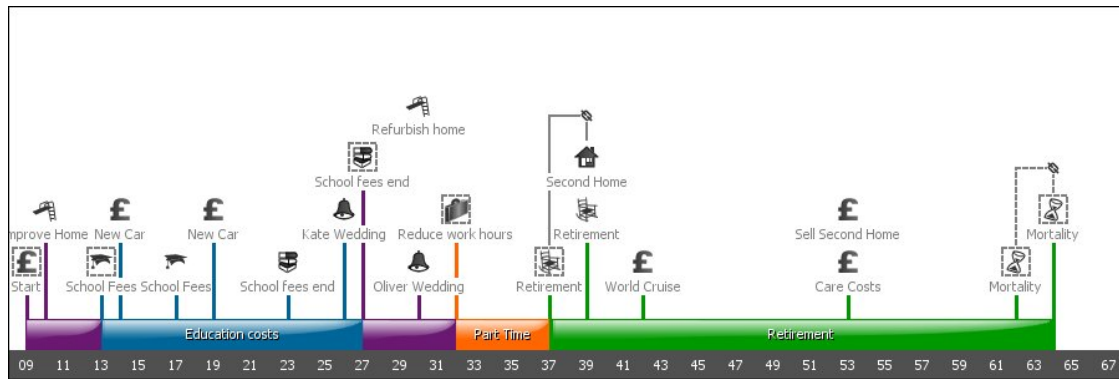 Refurbish home
School fees end
Second Home
mprove Home
New Car
New Car
Kate Wedding
Reduce work hours
Retirement
Sell Second Home
Mortality
Start
School Fees
School Fees
School fees end
Oliver Wedding
Retirement
World Cruise
Care Costs
Mortality
Education costs
Part Time
Retirement
09 11 13 15 17 19 21 23 25 27 29 31 33 35 37 39 41 43 45 47 49 51 53 55 57 59 61 63 65 67